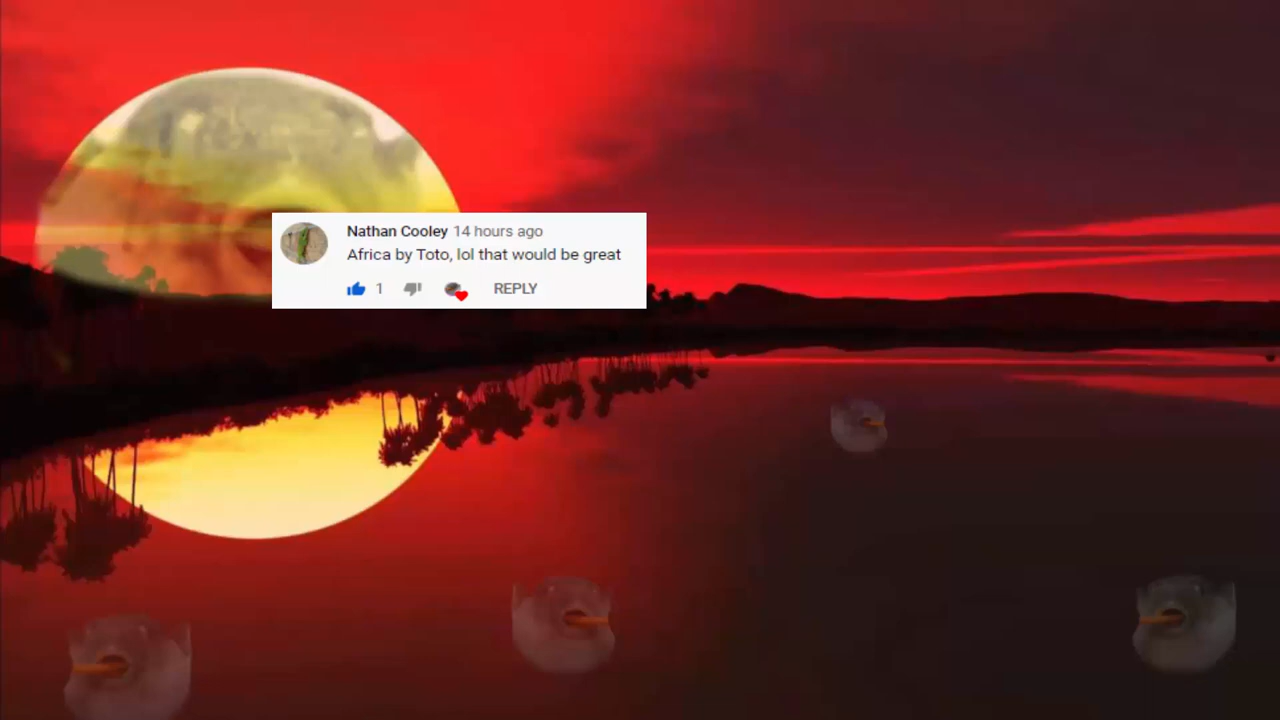 Nathan Cooley 14 hours ago
Africa by Toto, lol that would be great
1 REPLY